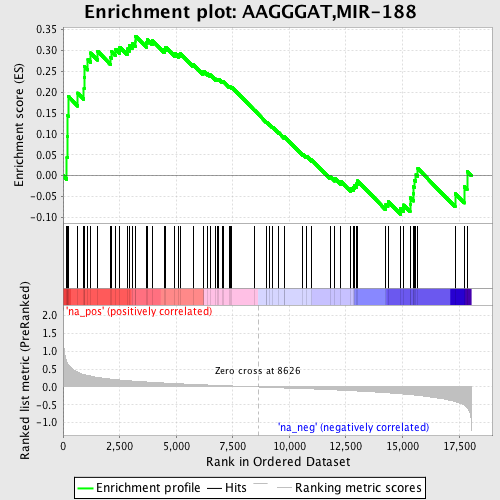 Enrichment plot: AAGGGAT,MIR-188
Enrichment score (ES)
0.35
0.30
0.25
0.20
0.15
0.10
0.05
0.00
-0.05
-0.10
'na_pos' (positively correlated)
Ranked list metric (PreRanked)
2.0
1.5
1.0
0.5
0.0
-0.5
-1.0
Zero cross at 8626
'na_neg' (negatively correlated)
0 2,500 5,000 7,500 10,000 12,500 15,000 17,500
Rank in Ordered Dataset
Enrichment profile Hits Ranking metric scores